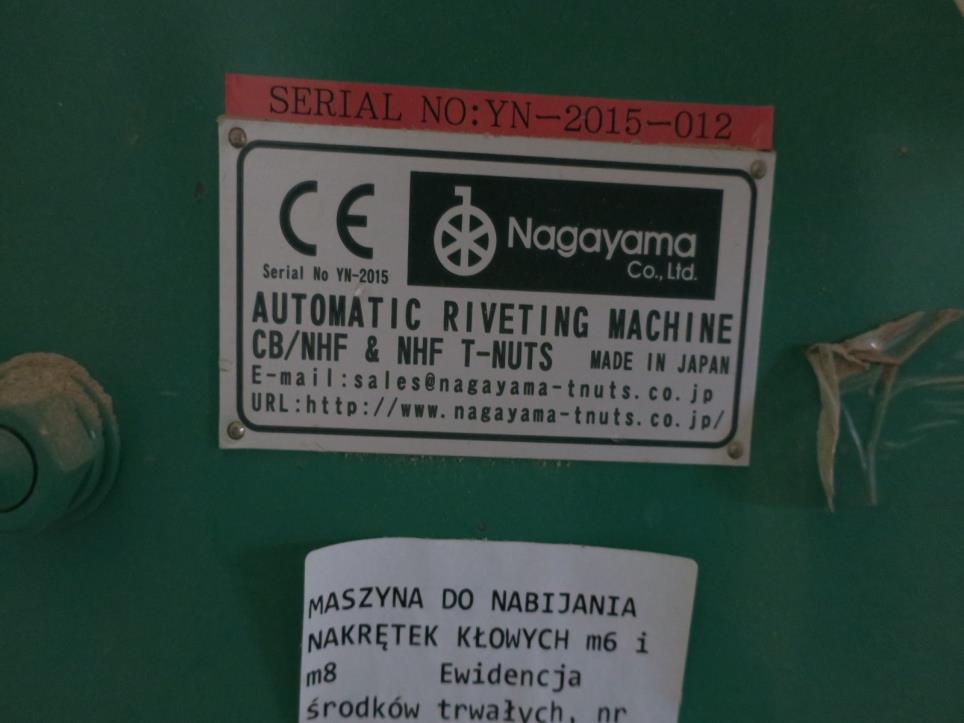 SERIAL NO:YN-2015-012
CE
Nagayama
Co., Ltd.
Serial No YN-2015
AUTOMATIC RIVETING MACHINE
CB/NHF & NHF T-NUTS MADE IN JAPAN
E-mail:sales@nagayama-tnuts.co.jp
URL:http://www.nagayama-tnuts.co.jp/
MASZYNA DO NABIJANIA
NAKRĘTEK KŁOWYCH m6 i
m8 Ewidencja
środków trwałych, nr